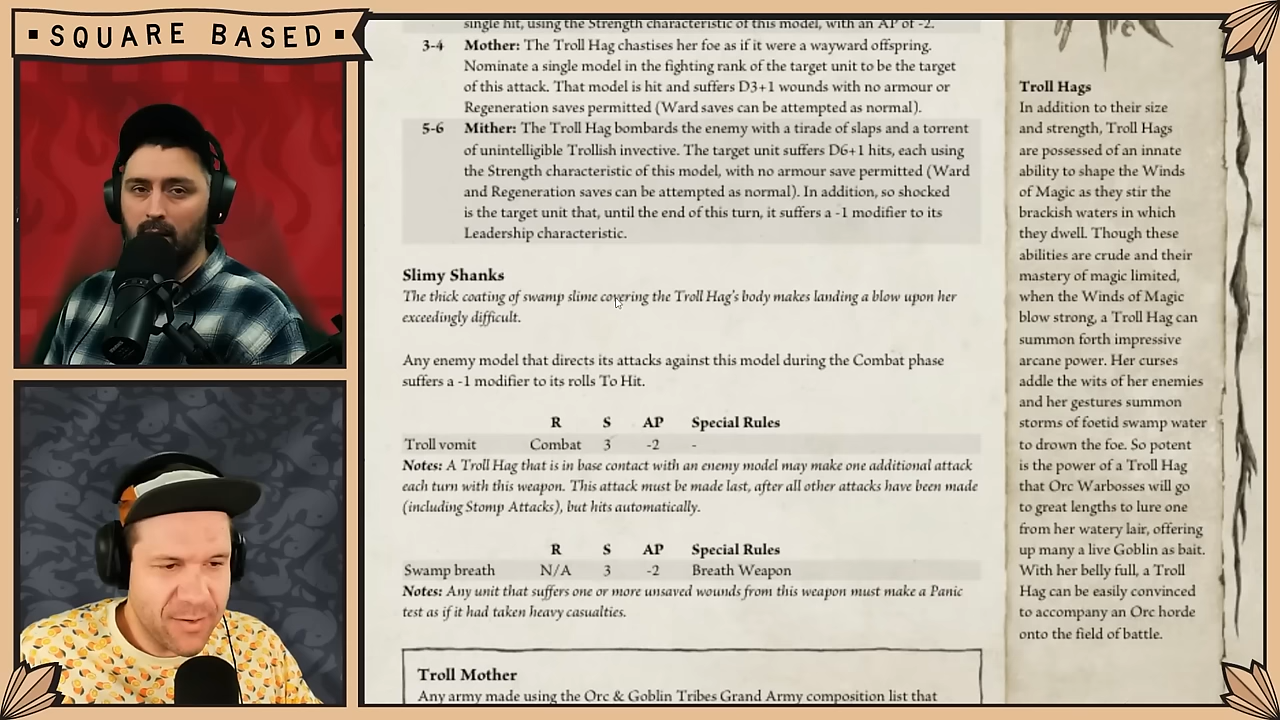 SQUARE BASED
single hit, using the Strength characteristic of this model, with an AP of -2.
3-4 Mother: The Troll Hag chastises her foe as if it were a wayward offspring.
Nominate a single model in the fighting rank of the target unit to be the target
of this attack. That model is hit and suffers D3+1 wounds with no armour or
Regeneration saves permitted (Ward saves can be attempted as normal).
5-6 Mither: The Troll Hag bombards the enemy with a tirade of slaps and a torrent
of unintelligible Trollish invective. The target unit suffers D6+1 hits, each using
the Strength characteristic of this model, with no armour save permitted (Ward
and Regeneration saves can be attempted as normal). In addition, so shocked
is the target unit that, until the end of this turn, it suffers a -1 modifier to its
Leadership characteristic.
Slimy Shanks
The thick coating of swamp slime covering the Troll Hag's body makes landing a blow upon her
exceedingly difficult.
Any enemy model that directs its attacks against this model during the Combat phase
suffers a -1 modifier to its rolls To Hit.
R S AP Special Rules
Troll vomit Combat 3 -2 -
Notes: A Troll Hag that is in base contact with an enemy model may make one additional attack
each turn with this weapon. This attack must be made last, after all other attacks have been made
(including Stomp Attacks), but hits automatically.
R S AP Special Rules
Swamp breath N/A 3 -2 Breath Weapon
Notes: Any unit that suffers one or more unsaved wounds from this weapon must make a Panic
test as if it had taken heavy casualties.
Troll Mother
Any army made using the Orc & Goblin Tribes Grand Army composition list that
Troll Hags
In addition to their size
and strength, Troll Hags
are possessed of an innate
ability to shape the Winds
of Magic as they stir the
brackish waters in which
they dwell. Though these
abilities are crude and their
mastery of magic limited,
when the Winds of Magic
blow strong, a Troll Hag can
summon forth impressive
arcane power. Her curses
addle the wits of her enemies
and her gestures summon
storms of foetid swamp water
to drown the foe. So potent
is the power of a Troll Hag
that Orc Warbosses will go
to great lengths to lure one
from her watery lair, offering
up many a live Goblin as bait.
With her belly full, a Troll
Hag can be easily convinced
to accompany an Orc horde
onto the field of battle.